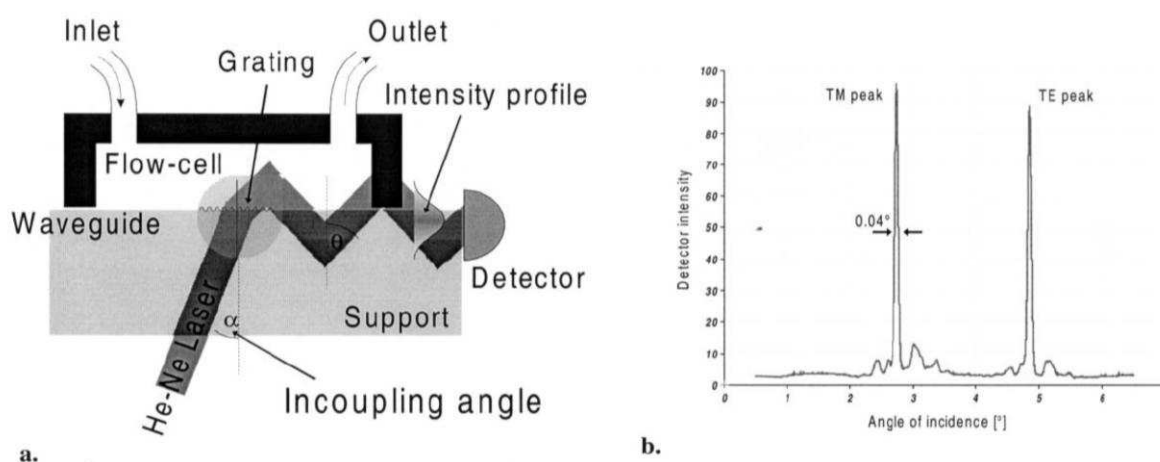 Inlet
Outlet
Grating
Intensity profile
Flow-cell
Waveguide
θ
Detector
He-Ne Laser
α
Support
Incoupling angle
a.
100
90
80
70
60
50
40
30
20
10
0
Detector intensity
TM peak
TE peak
0.04°
0 1 2 3 4 5 6
Angle of incidence [°]
b.